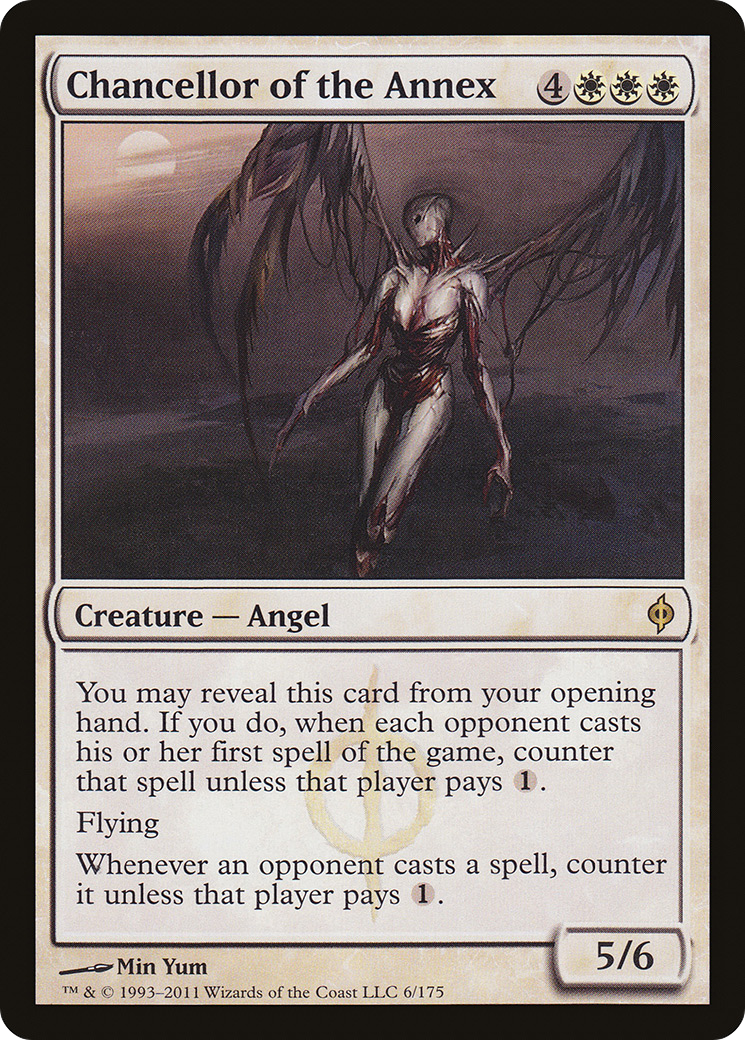 Chancellor of the Annex 4
Creature — Angel
You may reveal this card from your opening
hand. If you do, when each opponent casts
his or her first spell of the game, counter
that spell unless that player pays 1.
Flying
Whenever an opponent casts a spell, counter
it unless that player pays 1.
5/6
Min Yum
™ & © 1993–2011 Wizards of the Coast LLC 6/175